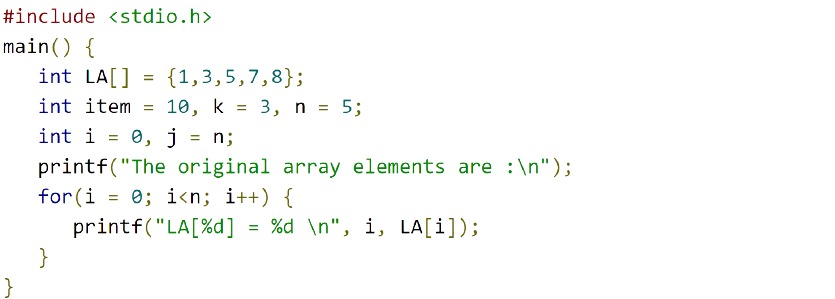 #include <stdio.h>
main() {
   int LA[] = {1,3,5,7,8};
   int item = 10, k = 3, n = 5;
   int i = 0, j = n;
   printf("The original array elements are :\n");
   for(i = 0; i<n; i++) {
      printf("LA[%d] = %d \n", i, LA[i]);
   }
}